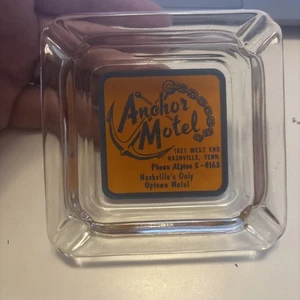 Anchor
Motel
1921 WEST END
NASHVILLE, TENN.
Phone ALpine 5-4163
Nashville's Only
Uptown Motel